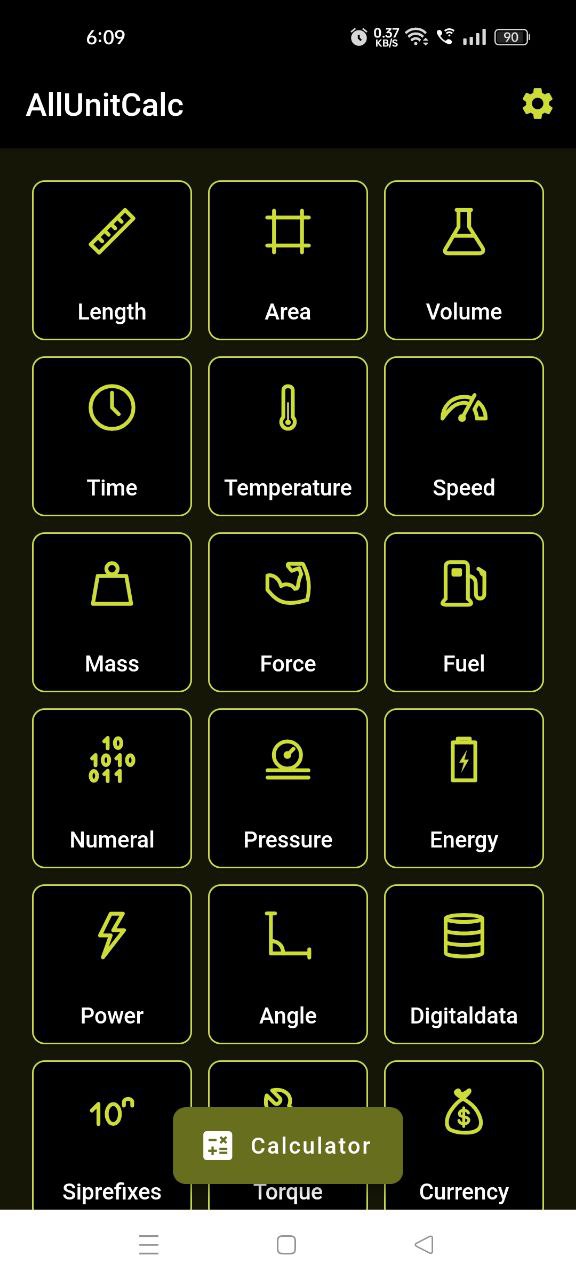 6:09 0.37 KB/S 90
AllUnitCalc
Length Area Volume
Time Temperature Speed
Mass Force Fuel
10
1010
011
Numeral Pressure Energy
Power Angle Digitaldata
10ⁿ $
Calculator
Siprefixes Torque Currency